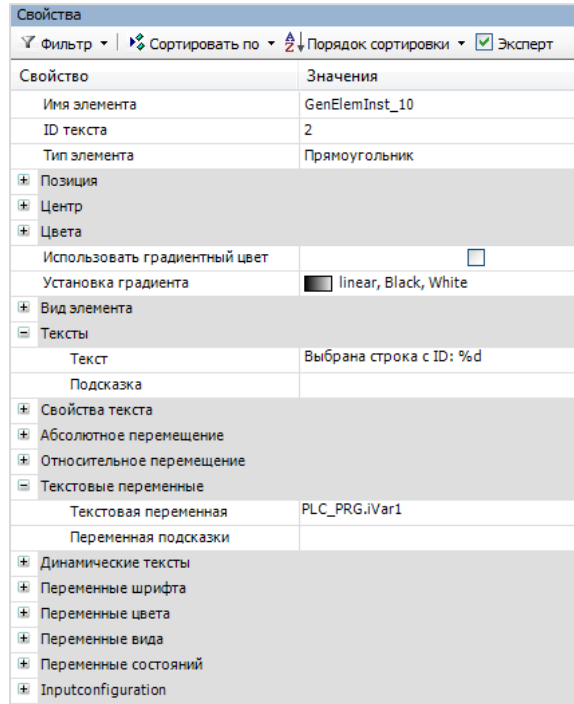 Свойства
Фильтр Сортировать по Порядок сортировки Эксперт
Свойство Значения
Имя элемента GenElemInst_10
ID текста 2
Тип элемента Прямоугольник
Позиция
Центр
Цвета
Использовать градиентный цвет
Установка градиента linear, Black, White
Вид элемента
Тексты
Текст Выбрана строка с ID: %d
Подсказка
Свойства текста
Абсолютное перемещение
Относительное перемещение
Текстовые переменные
Текстовая переменная PLC_PRG.iVar1
Переменная подсказки
Динамические тексты
Переменные шрифта
Переменные цвета
Переменные вида
Переменные состояний
Inputconfiguration